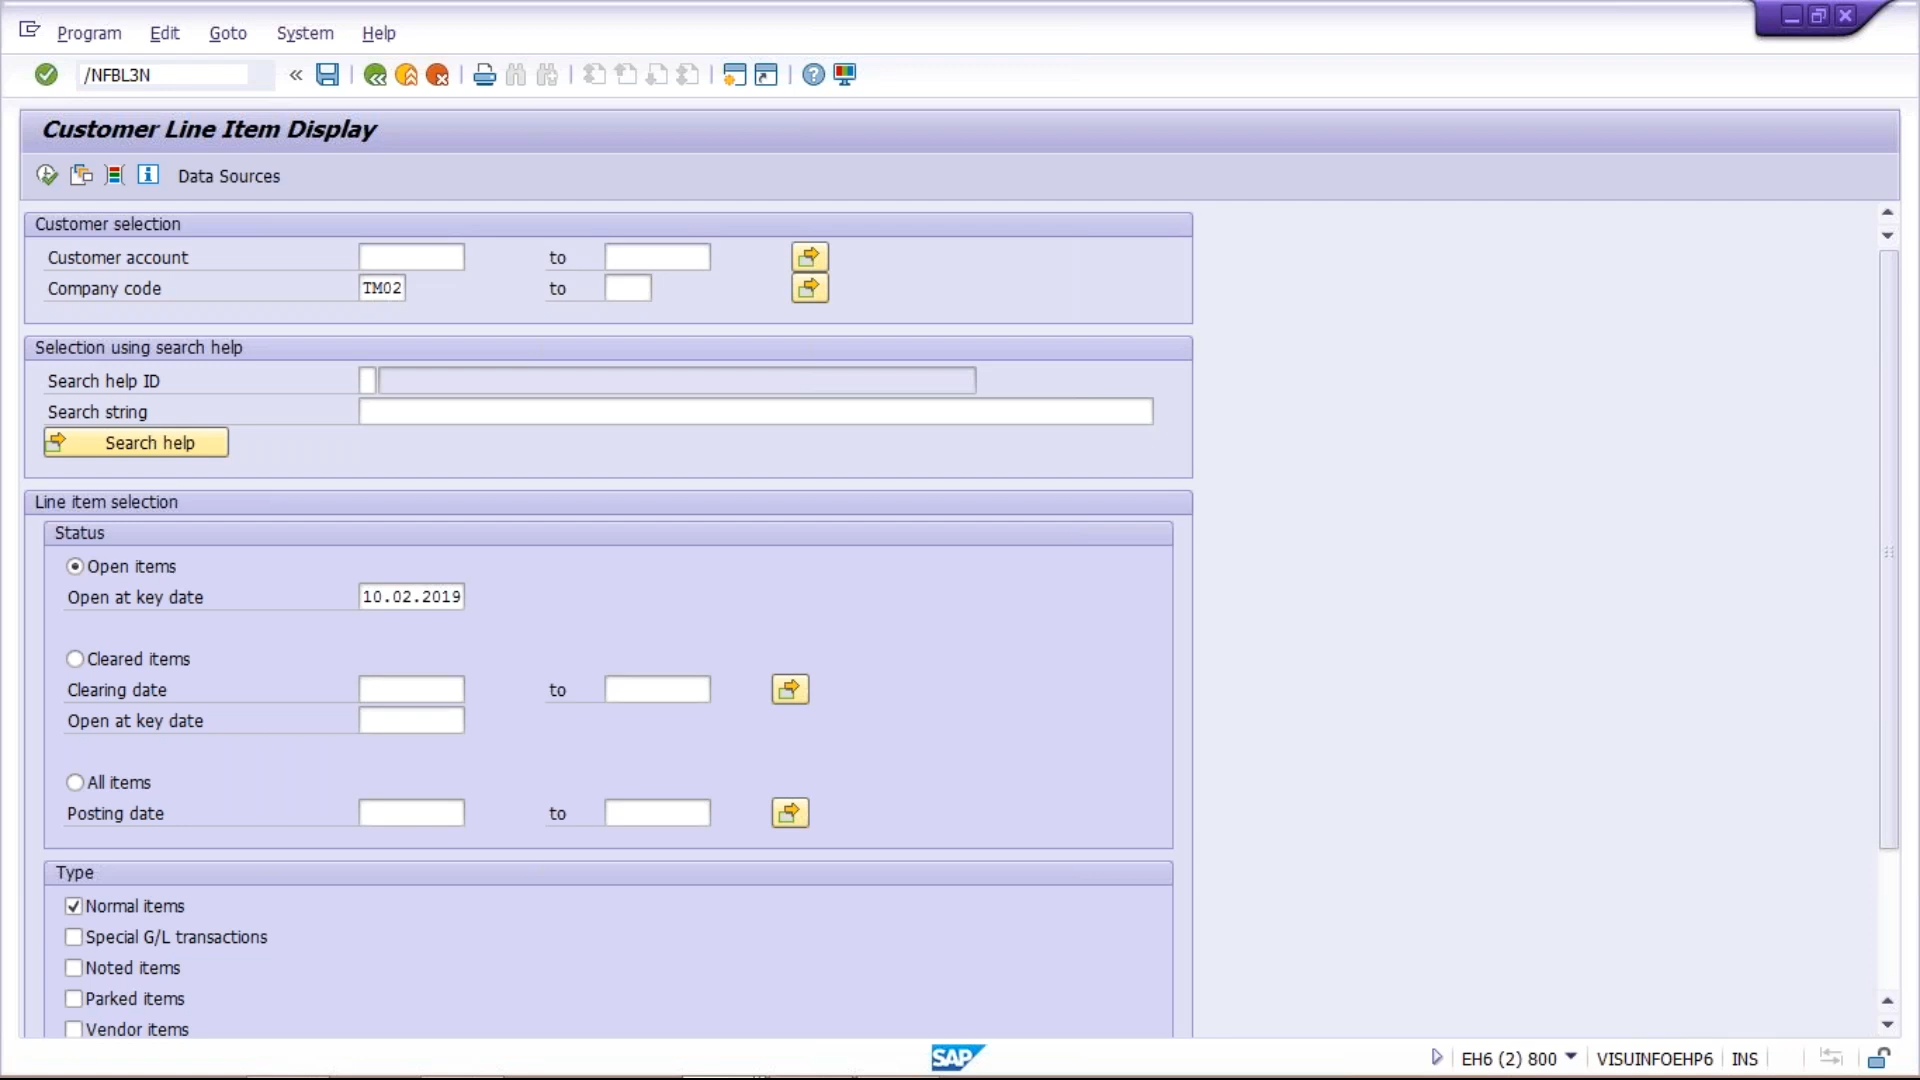 Program Edit Goto System Help
/NFBL3N
Customer Line Item Display
Data Sources
Customer selection
Customer account to
Company code TM02 to
Selection using search help
Search help ID
Search string
Search help
Line item selection
Status
Open items
Open at key date 10.02.2019
Cleared items
Clearing date to
Open at key date
All items
Posting date to
Type
Normal items
Special G/L transactions
Noted items
Parked items
Vendor items
SAP EH6 (2) 800 VISUINFOEHP6 INS